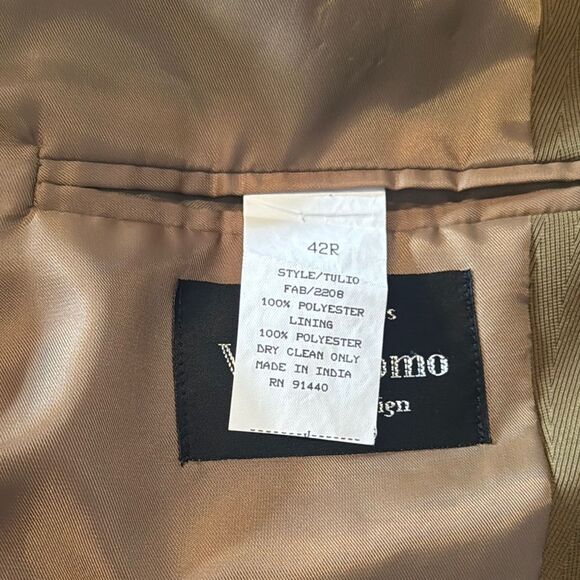 42R
STYLE/TULIO
FAB/2208
100% POLYESTER
LINING
100% POLYESTER
DRY CLEAN ONLY
MADE IN INDIA
RN 91440